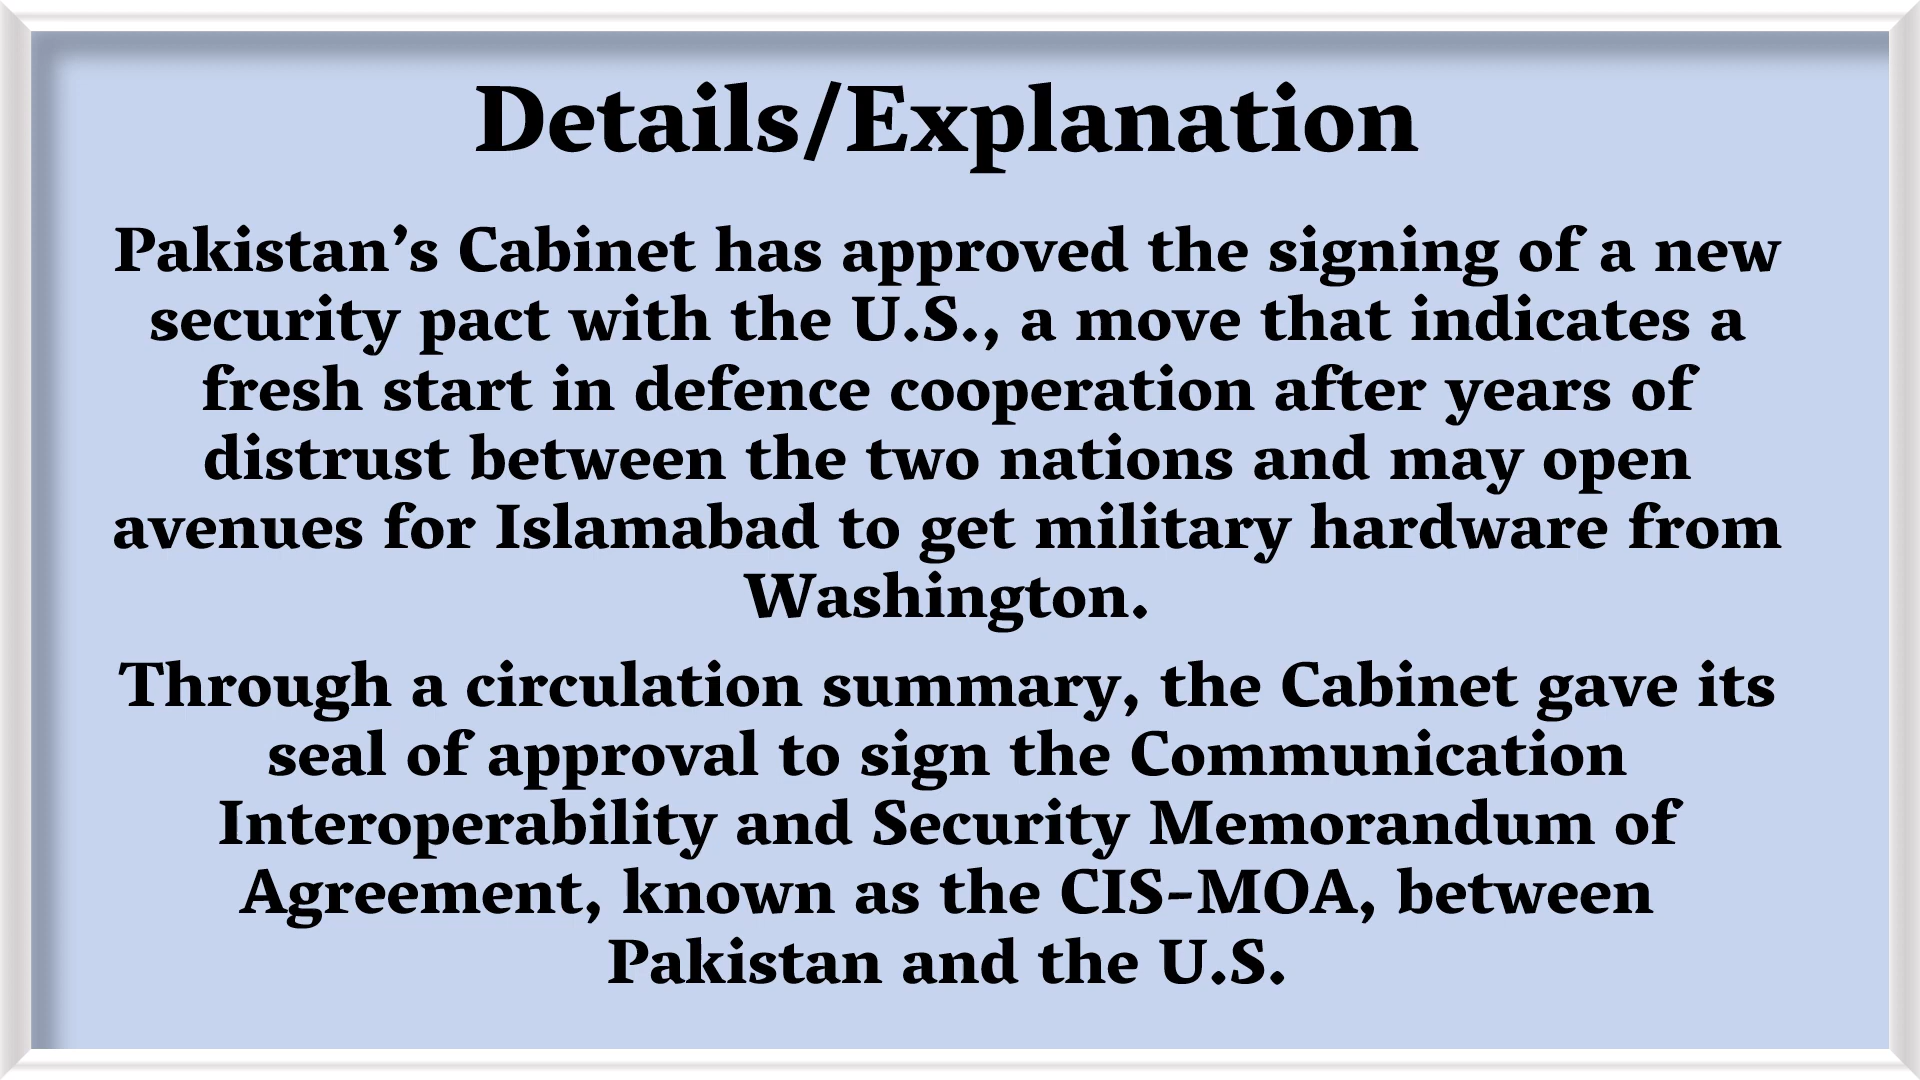 Details/Explanation
Pakistan’s Cabinet has approved the signing of a new
security pact with the U.S., a move that indicates a
fresh start in defence cooperation after years of
distrust between the two nations and may open
avenues for Islamabad to get military hardware from
Washington.
Through a circulation summary, the Cabinet gave its
seal of approval to sign the Communication
Interoperability and Security Memorandum of
Agreement, known as the CIS-MOA, between
Pakistan and the U.S.